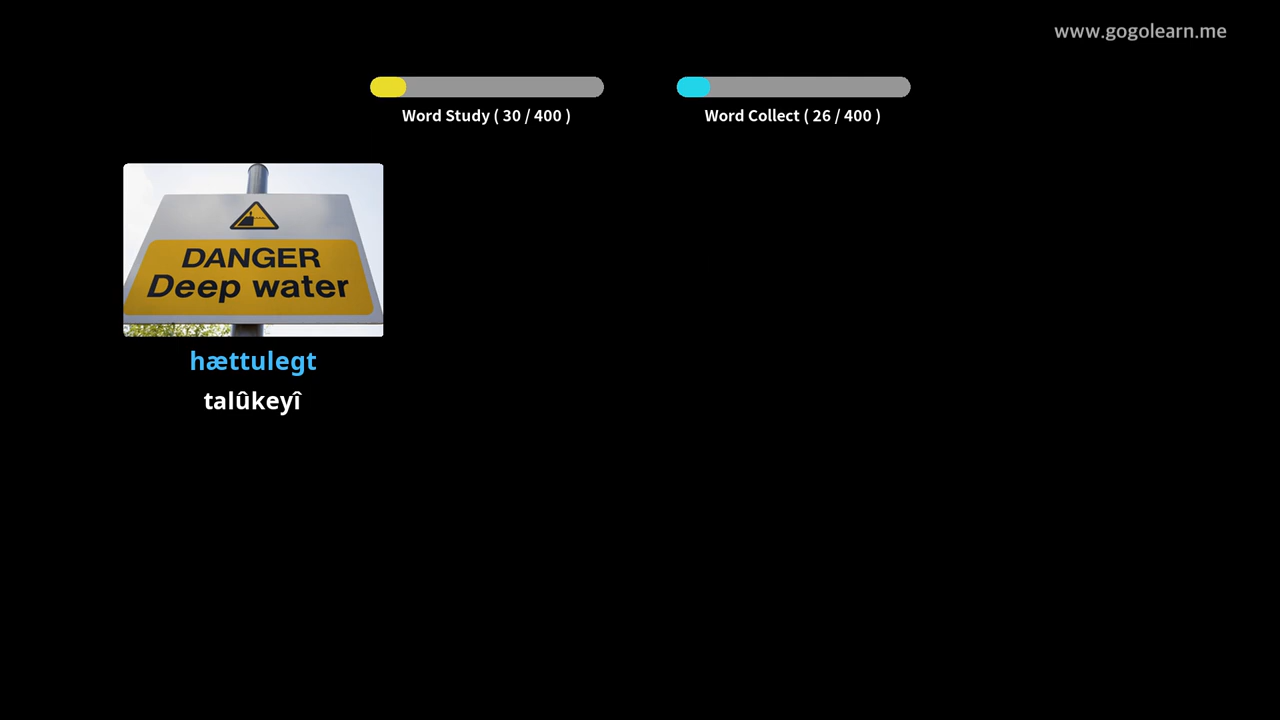 www.gogolearn.me
Word Study ( 30 / 400 )
Word Collect ( 26 / 400 )
DANGER
Deep water
hættulegt
talûkeyî